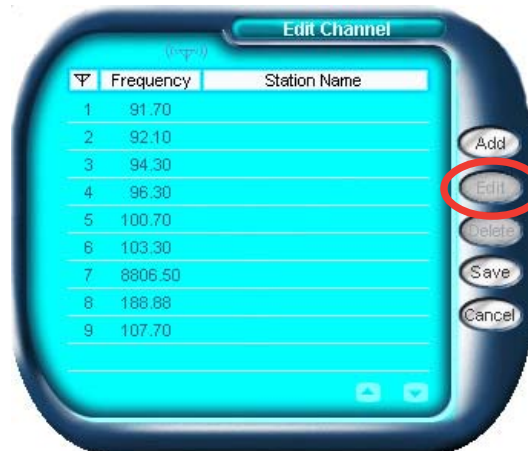 Edit Channel
Frequency Station Name
1 91.70
2 92.10
3 94.30
4 96.30
5 100.70
6 103.30
7 8806.50
8 188.88
9 107.70
Add
Edit
Delete
Save
Cancel